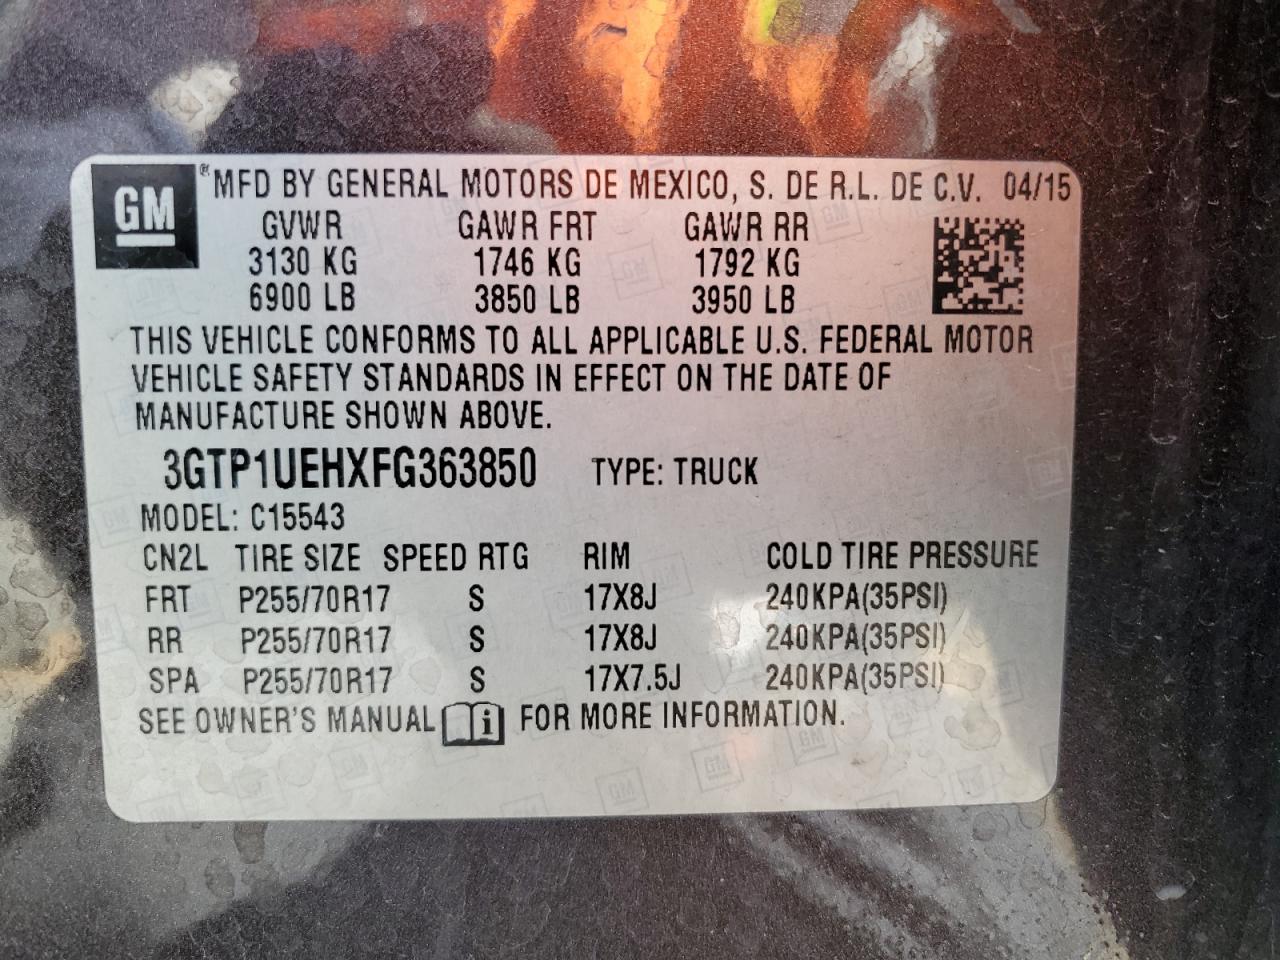 GM ® MFD BY GENERAL MOTORS DE MEXICO, S. DE R.L. DE C.V. 04/15
GVWR GAWR FRT GAWR RR
3130 KG 1746 KG 1792 KG
6900 LB 3850 LB 3950 LB
THIS VEHICLE CONFORMS TO ALL APPLICABLE U.S. FEDERAL MOTOR
VEHICLE SAFETY STANDARDS IN EFFECT ON THE DATE OF
MANUFACTURE SHOWN ABOVE.
3GTP1UEHXFG363850 TYPE: TRUCK
MODEL: C15543
CN2L TIRE SIZE SPEED RTG RIM COLD TIRE PRESSURE
FRT P255/70R17 S 17X8J 240KPA(35PSI)
RR P255/70R17 S 17X8J 240KPA(35PSI)
SPA P255/70R17 S 17X7.5J 240KPA(35PSI)
SEE OWNER'S MANUAL i FOR MORE INFORMATION.